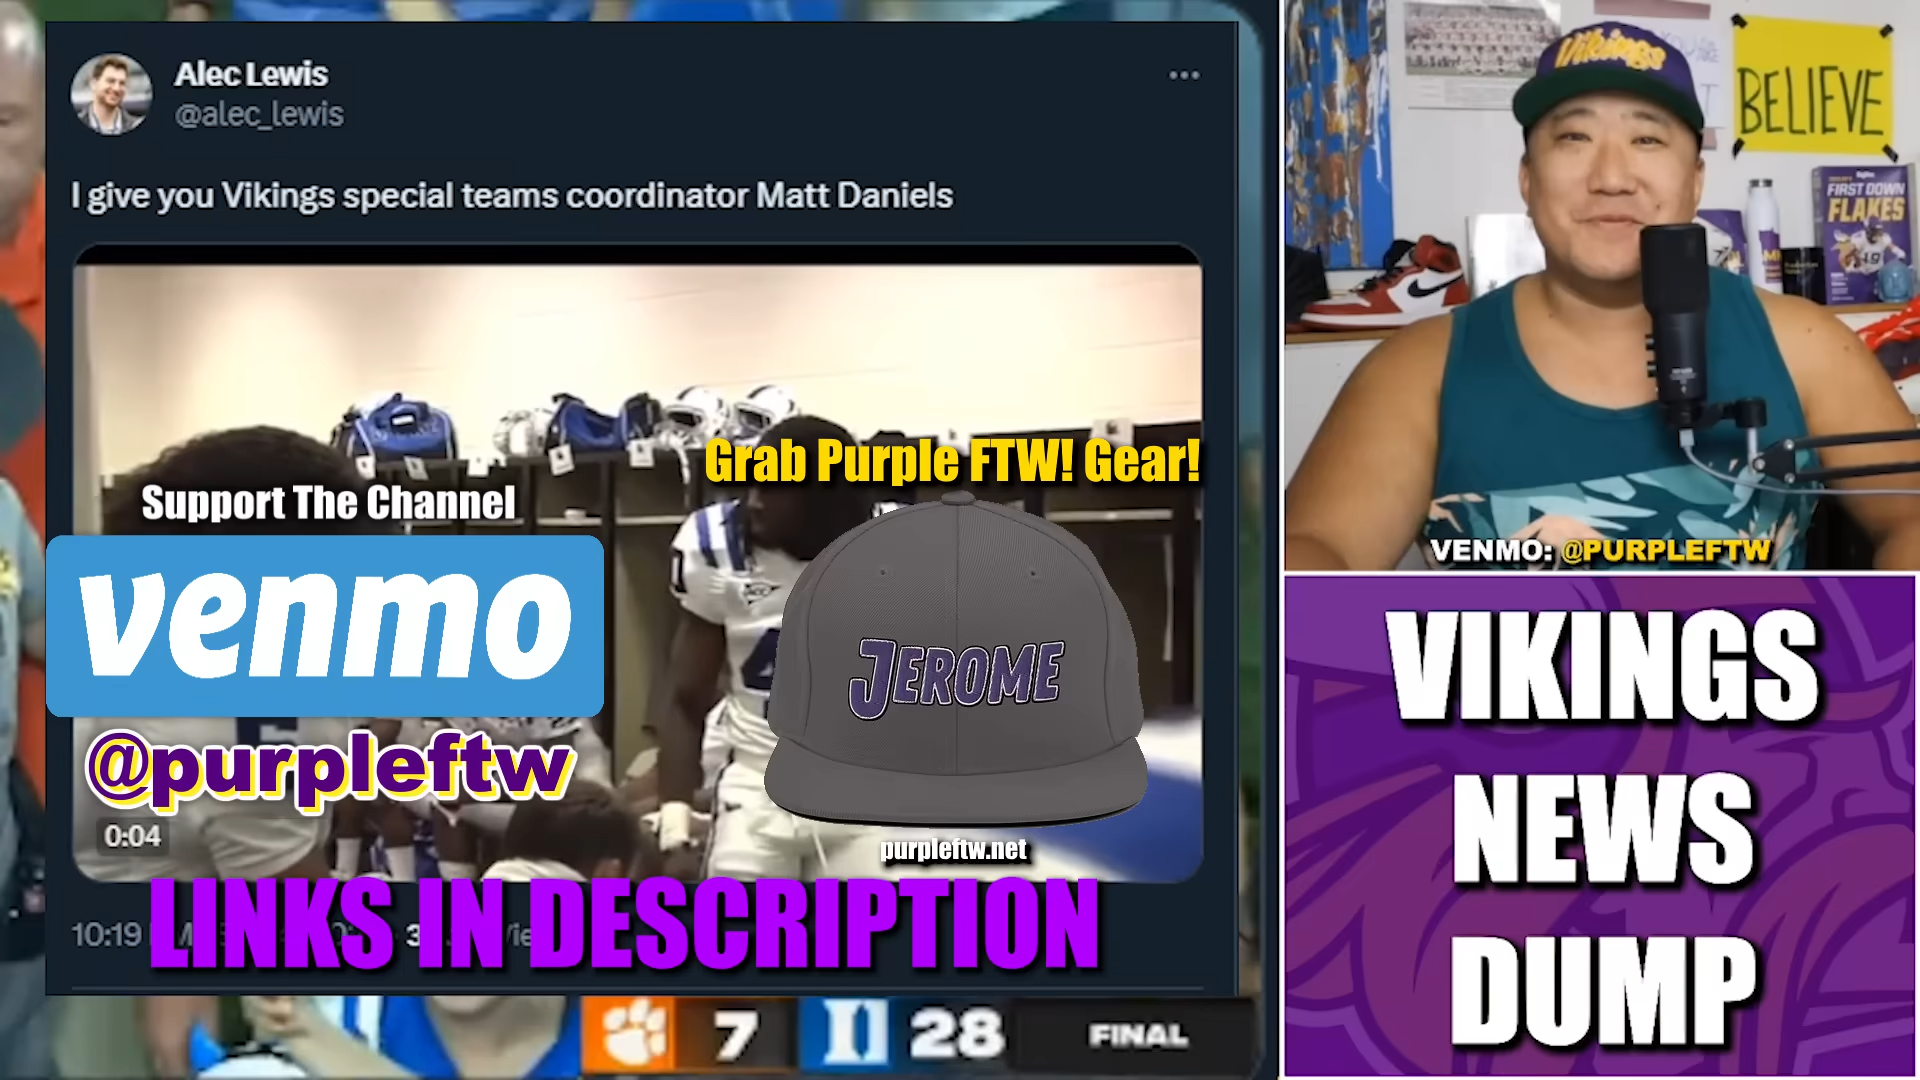 Alec Lewis
@alec_lewis
I give you Vikings special teams coordinator Matt Daniels
Grab Purple FTW! Gear!
Support The Channel
venmo
@purpleftw
JEROME
0:04
purpleftw.net
10:19
LINKS IN DESCRIPTION
7
28
FINAL
Vikings
BELIEVE
FIRST DOWN
FLAKES
VENMO: @PURPLEFTW
VIKINGS
NEWS
DUMP